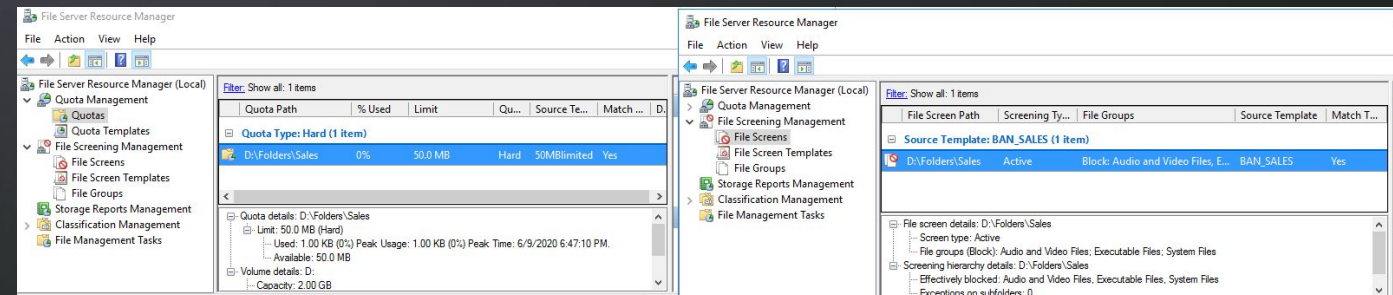 File Server Resource Manager
File Action View Help
File Server Resource Manager (Local)
Quota Management
Quotas
Quota Templates
File Screening Management
File Screens
File Screen Templates
File Groups
Storage Reports Management
Classification Management
File Management Tasks
Filter: Show all: 1 items
Quota Path % Used Limit Qu... Source Te... Match ... D.
Quota Type: Hard (1 item)
D:\Folders\Sales 0% 50.0 MB Hard 50MBlimited Yes
Quota details: D:\Folders\Sales
Limit: 50.0 MB (Hard)
Used: 1.00 KB (0%) Peak Usage: 1.00 KB (0%) Peak Time: 6/9/2020 6:47:10 PM.
Available: 50.0 MB
Volume details: D:
Capacity: 2.00 GB
File Server Resource Manager
File Action View Help
File Server Resource Manager (Local)
Quota Management
File Screening Management
File Screens
File Screen Templates
File Groups
Storage Reports Management
Classification Management
File Management Tasks
Filter: Show all: 1 items
File Screen Path Screening Ty... File Groups Source Template Match T...
Source Template: BAN_SALES (1 item)
D:\Folders\Sales Active Block: Audio and Video Files, E... BAN_SALES Yes
File screen details: D:\Folders\Sales
Screen type: Active
File groups (Block): Audio and Video Files; Executable Files; System Files
Screening hierarchy details: D:\Folders\Sales
Effectively blocked: Audio and Video Files, Executable Files, System Files
Exceptions on subfolders: 0